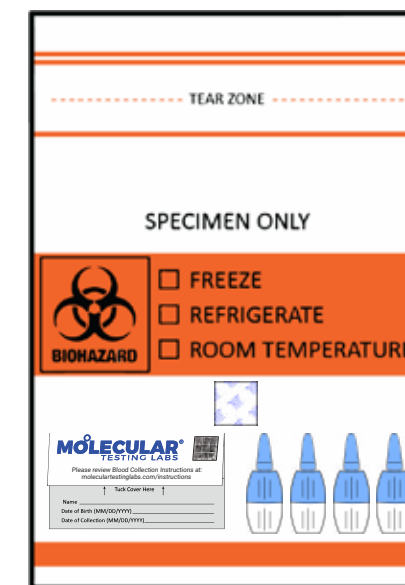 TEAR ZONE
SPECIMEN ONLY
FREEZE
REFRIGERATE
ROOM TEMPERATURE
BIOHAZARD
MOLECULAR®
TESTING LABS
Please review Blood Collection Instructions at:
moleculartestinglabs.com/instructions
↑ Tuck Cover Here ↑
Name
Date of Birth (MM/DD/YYYY)
Date of Collection (MM/DD/YYYY)